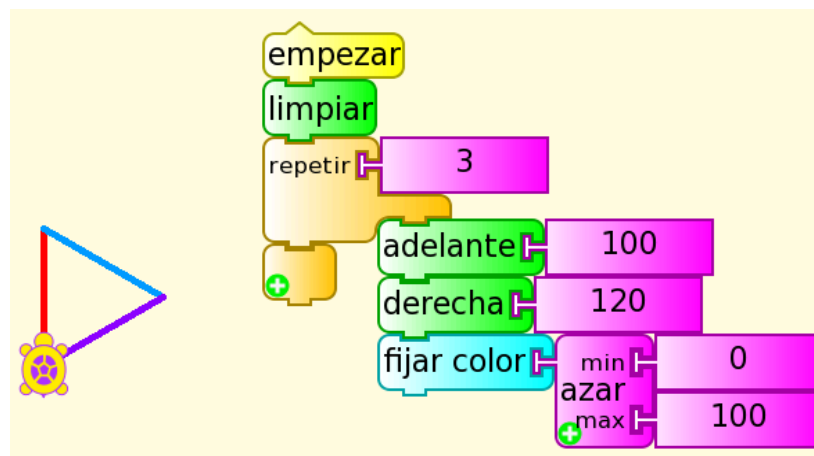 empezar
limpiar
repetir 3
adelante 100
derecha 120
fijar color min 0
azar
max 100